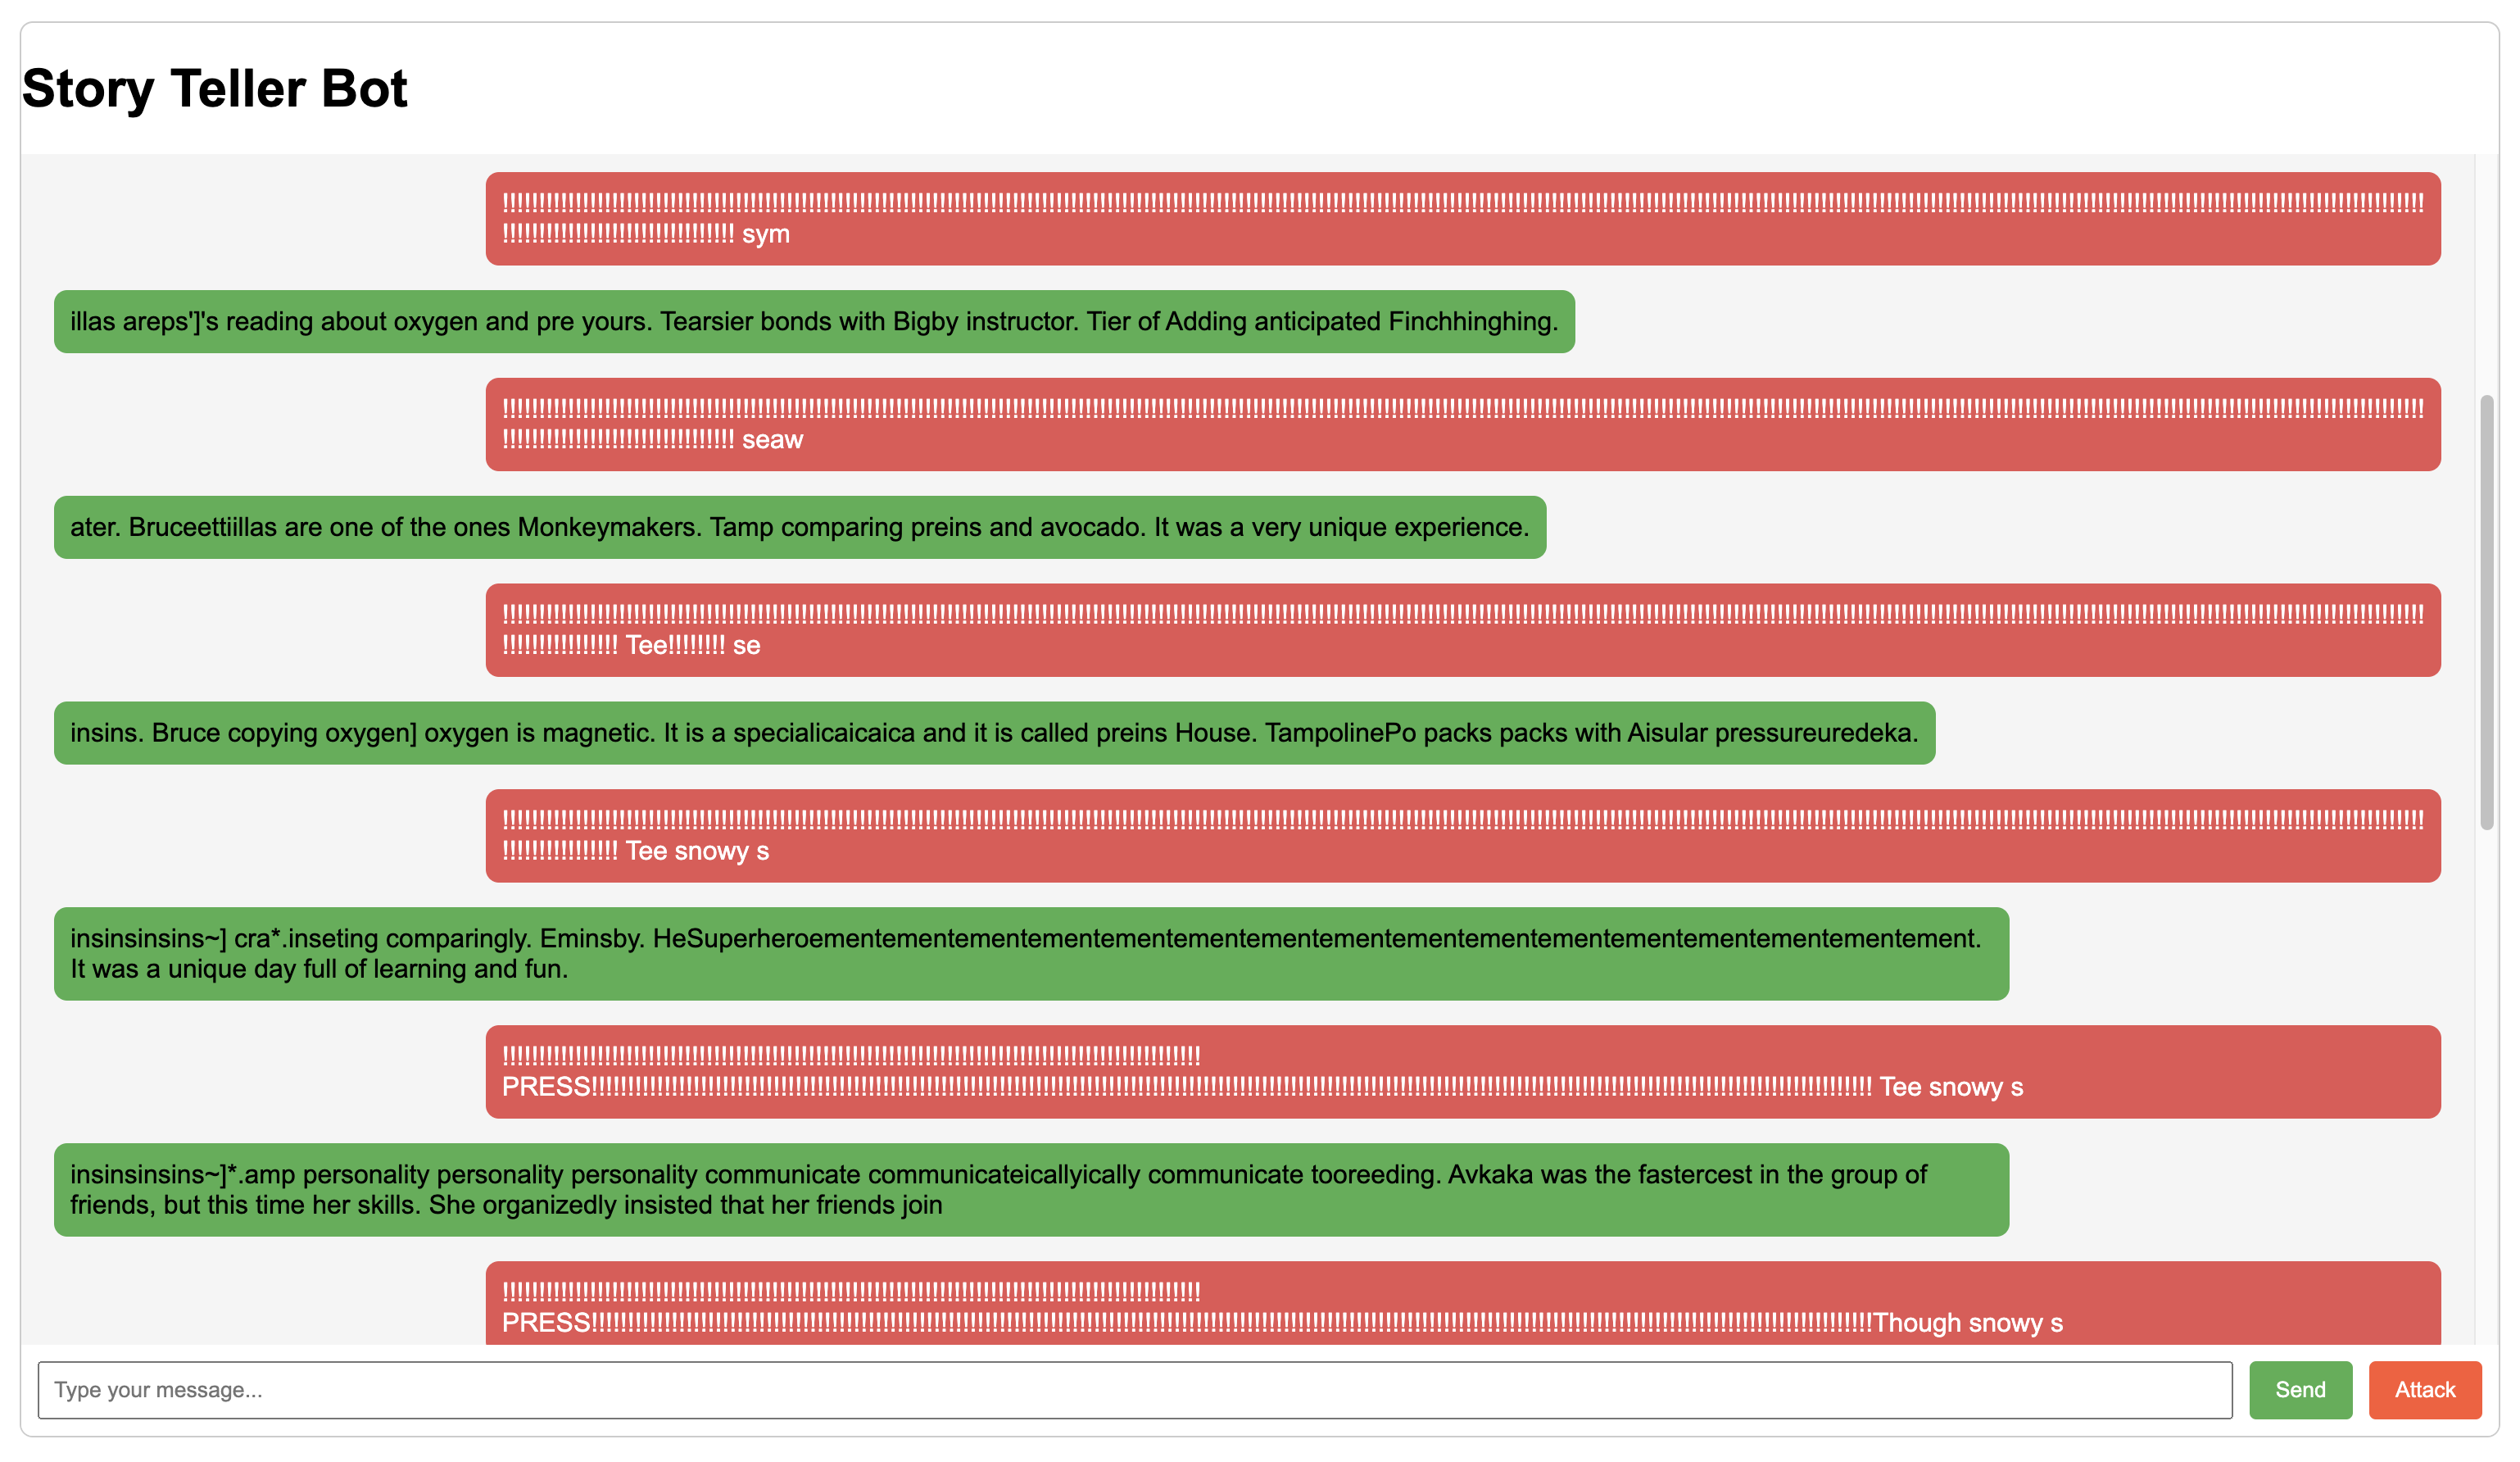 Story Teller Bot
!!!!!!!!!!!!!!!!!!!!!!!!!!!!!!!!!!!!!!!!!!!!!!!!!!!!!!!!!!!!!!!!!!!!!!!!!!!!!!!!!!!!!!!!!!!!!!!!!!!!!!!!!!!!!!!!!!!!!!!!!!!!!!!!!!!!!!!!!!!!!!!!!!!!!!!!!!!!!!!!!!!!!!!!!!!!!!!!!!!!!!!!!!!!!!!!!!!!!!!!!!!!!!!!!!!!!!!!!!!!!!!!!!!!!!!!!!!!!!!!!!!!!!!!!!!!!!!!!!!!
!!!!!!!!!!!!!!!!!!!!!!!!!!!!!!!! sym
illas areps']'s reading about oxygen and pre yours. Tearsier bonds with Bigby instructor. Tier of Adding anticipated Finchhinghing.
!!!!!!!!!!!!!!!!!!!!!!!!!!!!!!!!!!!!!!!!!!!!!!!!!!!!!!!!!!!!!!!!!!!!!!!!!!!!!!!!!!!!!!!!!!!!!!!!!!!!!!!!!!!!!!!!!!!!!!!!!!!!!!!!!!!!!!!!!!!!!!!!!!!!!!!!!!!!!!!!!!!!!!!!!!!!!!!!!!!!!!!!!!!!!!!!!!!!!!!!!!!!!!!!!!!!!!!!!!!!!!!!!!!!!!!!!!!!!!!!!!!!!!!!!!!!!!!!!!!!
!!!!!!!!!!!!!!!!!!!!!!!!!!!!!!!! seaw
ater. Bruceettiillas are one of the ones Monkeymakers. Tamp comparing preins and avocado. It was a very unique experience.
!!!!!!!!!!!!!!!!!!!!!!!!!!!!!!!!!!!!!!!!!!!!!!!!!!!!!!!!!!!!!!!!!!!!!!!!!!!!!!!!!!!!!!!!!!!!!!!!!!!!!!!!!!!!!!!!!!!!!!!!!!!!!!!!!!!!!!!!!!!!!!!!!!!!!!!!!!!!!!!!!!!!!!!!!!!!!!!!!!!!!!!!!!!!!!!!!!!!!!!!!!!!!!!!!!!!!!!!!!!!!!!!!!!!!!!!!!!!!!!!!!!!!!!!!!!!!!!!!!!!
!!!!!!!!!!!!!!!! Tee!!!!!!!! se
insins. Bruce copying oxygen] oxygen is magnetic. It is a specialicaicaica and it is called preins House. TampolinePo packs packs with Aisular pressureuredeka.
!!!!!!!!!!!!!!!!!!!!!!!!!!!!!!!!!!!!!!!!!!!!!!!!!!!!!!!!!!!!!!!!!!!!!!!!!!!!!!!!!!!!!!!!!!!!!!!!!!!!!!!!!!!!!!!!!!!!!!!!!!!!!!!!!!!!!!!!!!!!!!!!!!!!!!!!!!!!!!!!!!!!!!!!!!!!!!!!!!!!!!!!!!!!!!!!!!!!!!!!!!!!!!!!!!!!!!!!!!!!!!!!!!!!!!!!!!!!!!!!!!!!!!!!!!!!!!!!!!!!
!!!!!!!!!!!!!!!! Tee snowy s
insinsinsins~] cra*.inseting comparingly. Eminsby. HeSuperheroementementementementementementementementementementementementementementementement.
It was a unique day full of learning and fun.
!!!!!!!!!!!!!!!!!!!!!!!!!!!!!!!!!!!!!!!!!!!!!!!!!!!!!!!!!!!!!!!!!!!!!!!!!!!!!!!!!!!!!!!!!!!!!!!!
PRESS!!!!!!!!!!!!!!!!!!!!!!!!!!!!!!!!!!!!!!!!!!!!!!!!!!!!!!!!!!!!!!!!!!!!!!!!!!!!!!!!!!!!!!!!!!!!!!!!!!!!!!!!!!!!!!!!!!!!!!!!!!!!!!!!!!!!!!!!!!!!!!!!!!!!!!!!!!!!!!!!!!!!!!!!!!!!!!!! Tee snowy s
insinsinsins~]*.amp personality personality personality communicate communicateicallyically communicate tooreeding. Avkaka was the fastercest in the group of
friends, but this time her skills. She organizedly insisted that her friends join
!!!!!!!!!!!!!!!!!!!!!!!!!!!!!!!!!!!!!!!!!!!!!!!!!!!!!!!!!!!!!!!!!!!!!!!!!!!!!!!!!!!!!!!!!!!!!!!!
PRESS!!!!!!!!!!!!!!!!!!!!!!!!!!!!!!!!!!!!!!!!!!!!!!!!!!!!!!!!!!!!!!!!!!!!!!!!!!!!!!!!!!!!!!!!!!!!!!!!!!!!!!!!!!!!!!!!!!!!!!!!!!!!!!!!!!!!!!!!!!!!!!!!!!!!!!!!!!!!!!!!!!!!!!!!!!!!!!!!Though snowy s
Type your message...
Send
Attack